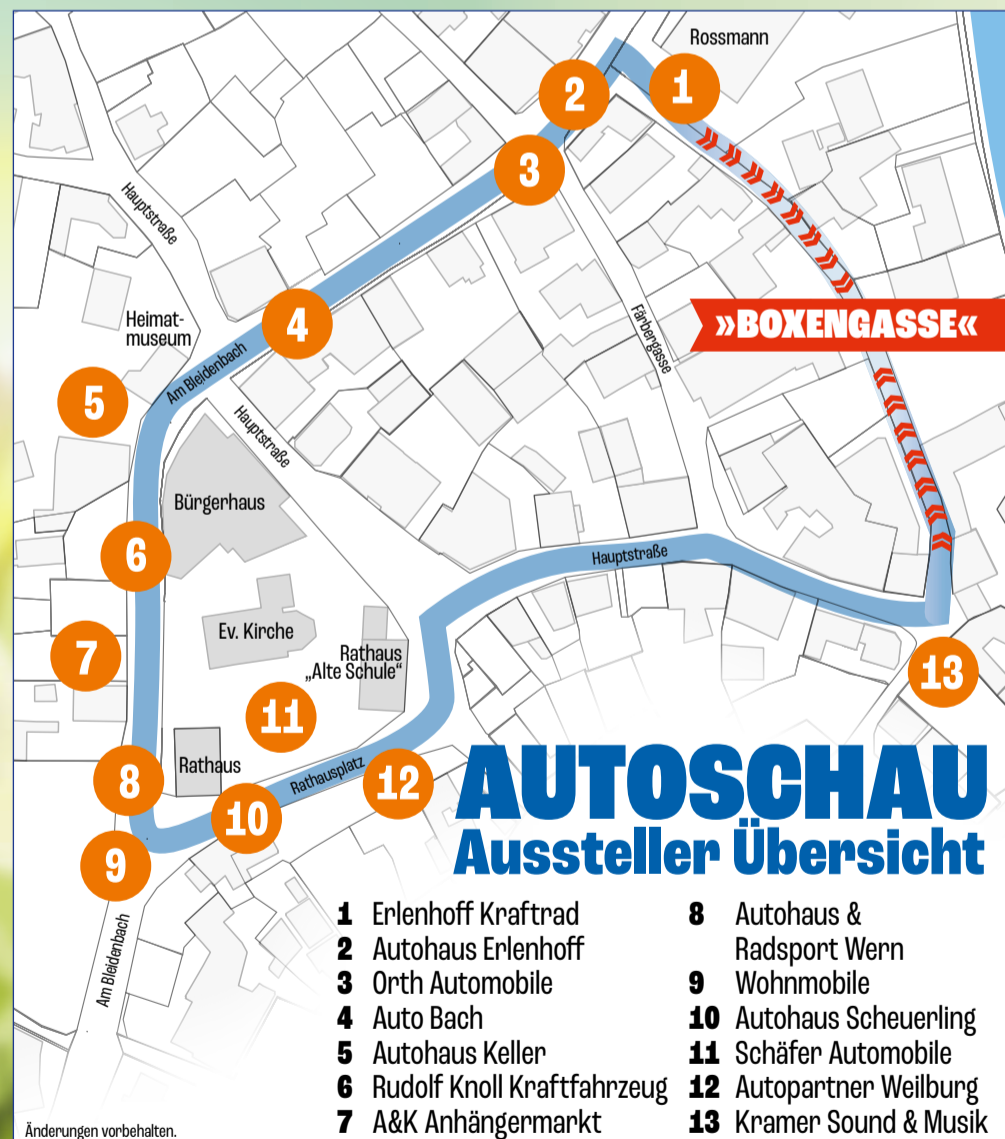 Rossmann
2
1
3
Hauptstraße
Färbergasse
»BOXENGASSE«
4
Heimat-
museum
Am Bleidenbach
5
Hauptstraße
Bürgerhaus
6
Hauptstraße
Ev. Kirche
Rathaus
„Alte Schule“
7
13
11
Rathaus
8
Rathausplatz
12
10
9
Am Bleidenbach
AUTOSCHAU
Aussteller Übersicht
1 Erlenhoff Kraftrad
2 Autohaus Erlenhoff
3 Orth Automobile
4 Auto Bach
5 Autohaus Keller
6 Rudolf Knoll Kraftfahrzeug
7 A&K Anhängermarkt
8 Autohaus &
Radsport Wern
9 Wohnmobile
10 Autohaus Scheuerling
11 Schäfer Automobile
12 Autopartner Weilburg
13 Kramer Sound & Musik
Änderungen vorbehalten.